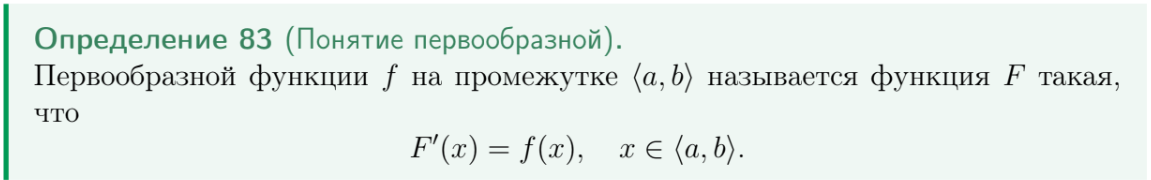 Определение 83 (Понятие первообразной).
Первообразной функции f на промежутке ⟨a, b⟩ называется функция F такая,
что
F′(x) = f(x), x ∈ ⟨a, b⟩.